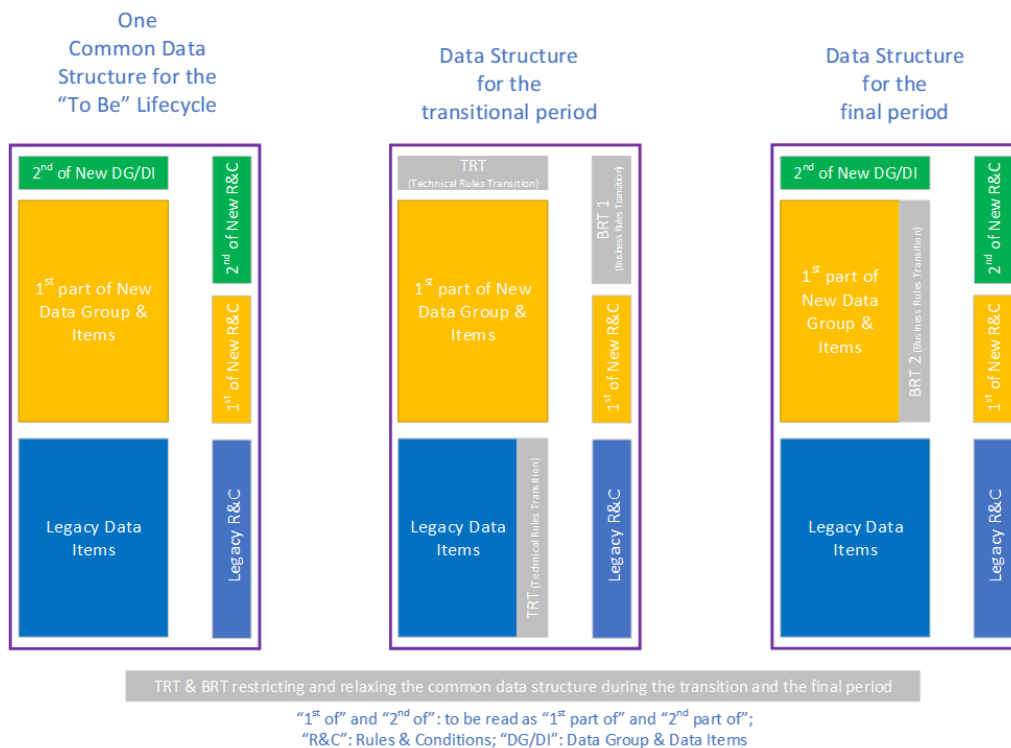 One
Common Data
Structure for the
“To Be” Lifecycle
2nd of New DG/DI
2nd of New R&C
1st part of New
Data Group &
Items
1st of New R&C
Legacy Data
Items
Legacy R&C
Data Structure
for the
transitional period
TRT
(Technical Rules Transition)
BRT 1
(Business Rules Transition)
1st part of New
Data Group &
Items
1st of New R&C
Legacy Data
Items
TRT (Technical Rules Transition)
Legacy R&C
Data Structure
for the
final period
2nd of New DG/DI
2nd of New R&C
1st part of
New Data
Group &
Items
BRT 2 (Business Rules Transition)
1st of New R&C
Legacy Data
Items
Legacy R&C
TRT & BRT restricting and relaxing the common data structure during the transition and the final period
“1st of” and “2nd of”: to be read as “1st part of” and “2nd part of”;
“R&C”: Rules & Conditions; “DG/DI”: Data Group & Data Items